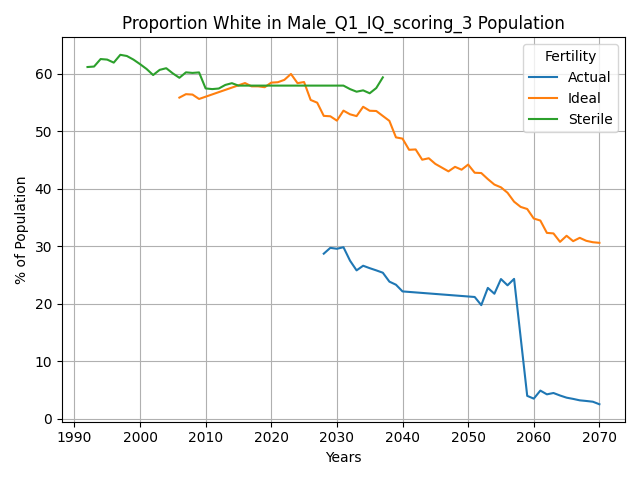 Proportion White in Male_Q1_IQ_scoring_3 Population
Fertility
Actual
Ideal
Sterile
% of Population
60
50
40
30
20
10
0
1990 2000 2010 2020 2030 2040 2050 2060 2070
Years